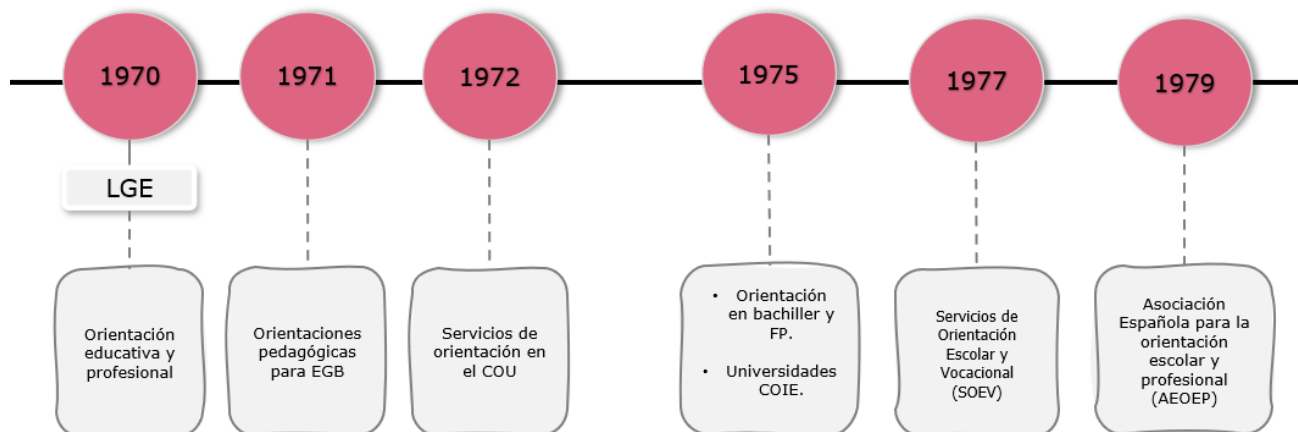 1970
1971
1972
1975
1977
1979
LGE
Orientación
educativa y
profesional
Orientaciones
pedagógicas
para EGB
Servicios de
orientación en
el COU
• Orientación
en bachiller y
FP.
• Universidades
COIE.
Servicios de
Orientación
Escolar y
Vocacional
(SOEV)
Asociación
Española para la
orientación
escolar y
profesional
(AEOEP)